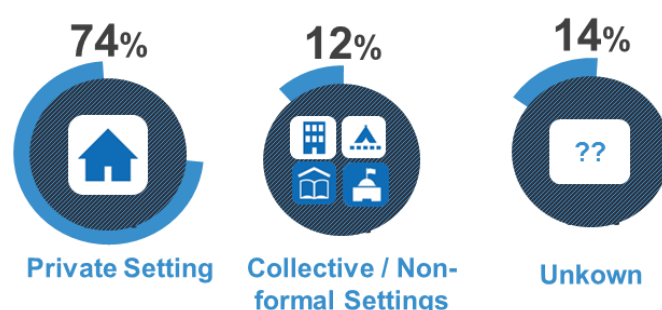 74%
12%
14%
??
Private Setting
Collective / Non-
formal Settings
Unkown